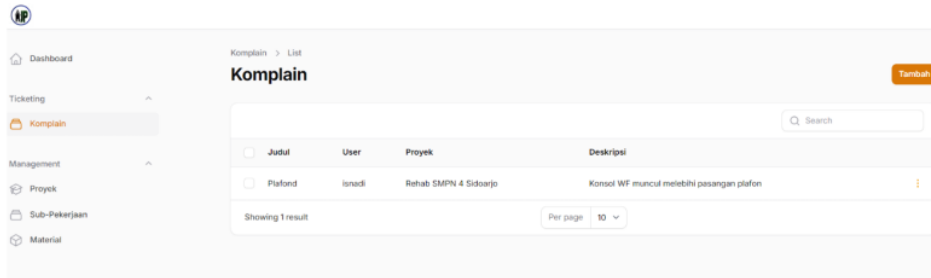 Dashboard
Ticketing
Komplain
Management
Proyek
Sub-Pekerjaan
Material
Komplain > List
Komplain
Tambah
Search
Judul User Proyek Deskripsi
Plafond isnadi Rehab SMPN 4 Sidoarjo Konsol WF muncul melebihi pasangan plafon
Showing 1 result
Per page 10